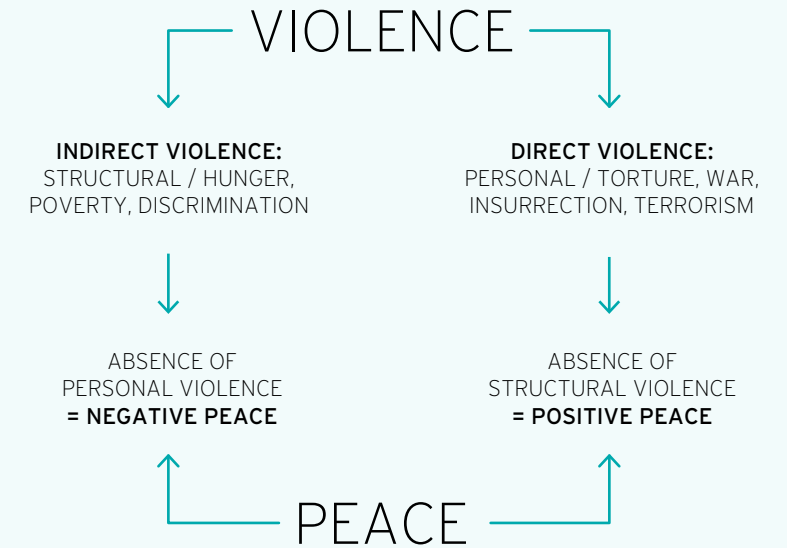 VIOLENCE
INDIRECT VIOLENCE:
STRUCTURAL / HUNGER,
POVERTY, DISCRIMINATION
DIRECT VIOLENCE:
PERSONAL / TORTURE, WAR,
INSURRECTION, TERRORISM
ABSENCE OF
PERSONAL VIOLENCE
= NEGATIVE PEACE
ABSENCE OF
STRUCTURAL VIOLENCE
= POSITIVE PEACE
PEACE